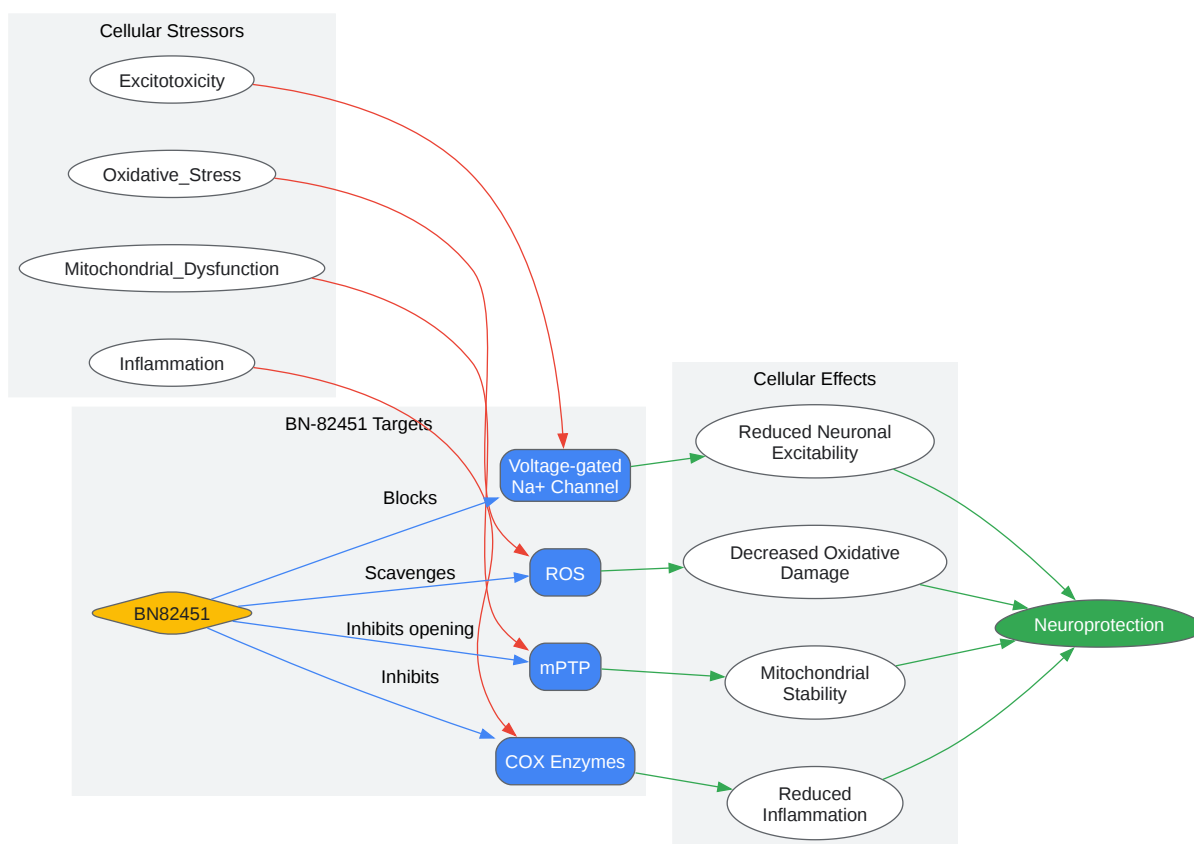 Cellular Stressors
Excitotoxicity
Oxidative_Stress
Mitochondrial_Dysfunction
Inflammation
BN-82451 Targets
Blocks
Scavenges
Inhibits opening
Inhibits
BN82451
Voltage-gated
Na+ Channel
ROS
mPTP
COX Enzymes
Cellular Effects
Reduced Neuronal
Excitability
Decreased Oxidative
Damage
Mitochondrial
Stability
Reduced
Inflammation
Neuroprotection